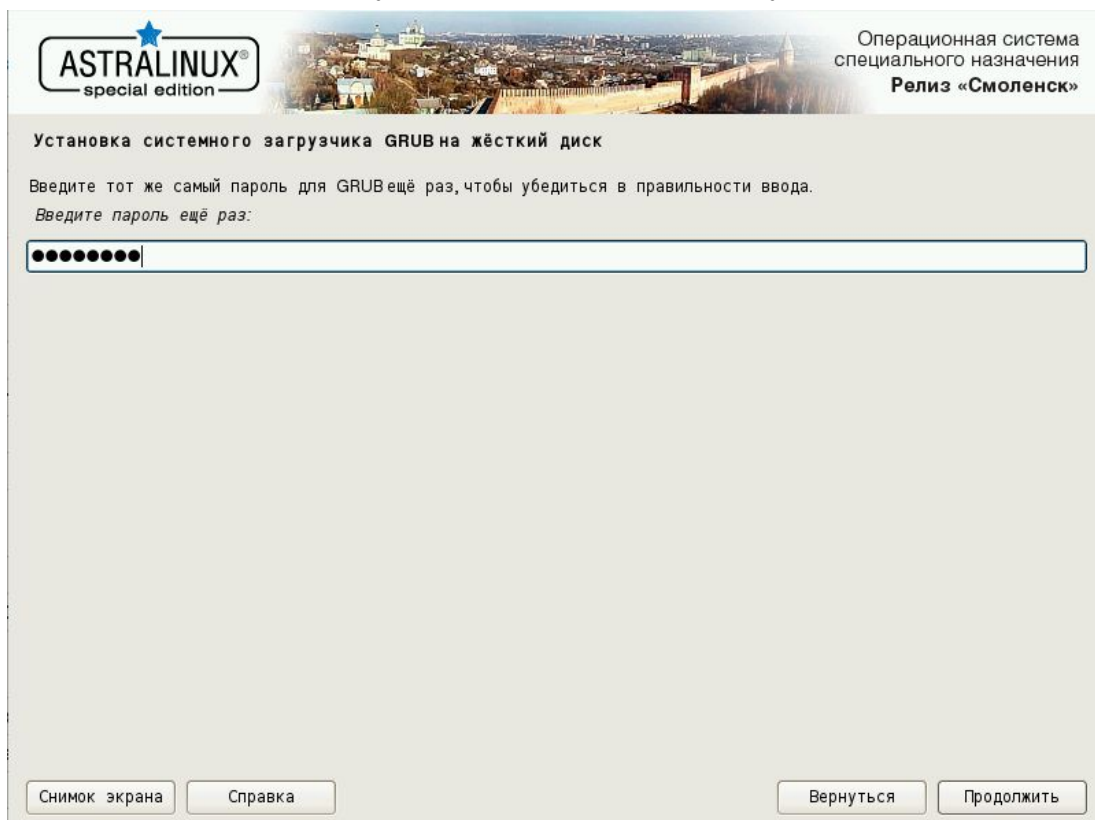 ASTRALINUX®
special edition
Операционная система
специального назначения
Релиз «Смоленск»
Установка системного загрузчика GRUB на жёсткий диск
Введите тот же самый пароль для GRUB ещё раз, чтобы убедиться в правильности ввода.
Введите пароль ещё раз:
●●●●●●●●
Снимок экрана
Справка
Вернуться
Продолжить